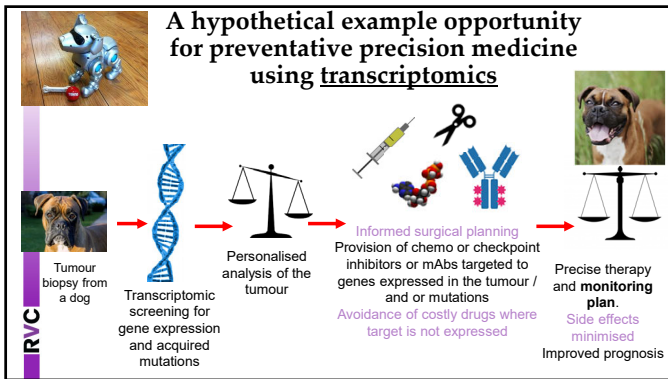 A hypothetical example opportunity
for preventative precision medicine
using transcriptomics
Tumour
biopsy from
a dog
Transcriptomic
screening for
gene expression
and acquired
mutations
Personalised
analysis of the
tumour
Informed surgical planning
Provision of chemo or checkpoint
inhibitors or mAbs targeted to
genes expressed in the tumour /
and or mutations
Avoidance of costly drugs where
target is not expressed
Precise therapy
and monitoring
plan.
Side effects
minimised
Improved prognosis
RVC